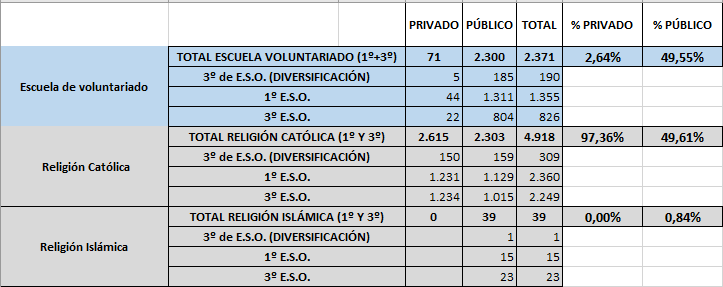 PRIVADO PÚBLICO TOTAL % PRIVADO % PÚBLICO
Escuela de voluntariado
TOTAL ESCUELA VOLUNTARIADO (1º+3º) 71 2.300 2.371 2,64% 49,55%
3º de E.S.O. (DIVERSIFICACIÓN) 5 185 190
1º E.S.O. 44 1.311 1.355
3º E.S.O. 22 804 826
Religión Católica
TOTAL RELIGIÓN CATÓLICA (1º Y 3º) 2.615 2.303 4.918 97,36% 49,61%
3º de E.S.O. (DIVERSIFICACIÓN) 150 159 309
1º E.S.O. 1.231 1.129 2.360
3º E.S.O. 1.234 1.015 2.249
Religión Islámica
TOTAL RELIGIÓN ISLÁMICA (1º Y 3º) 0 39 39 0,00% 0,84%
3º de E.S.O. (DIVERSIFICACIÓN) 1 1
1º E.S.O. 15 15
3º E.S.O. 23 23